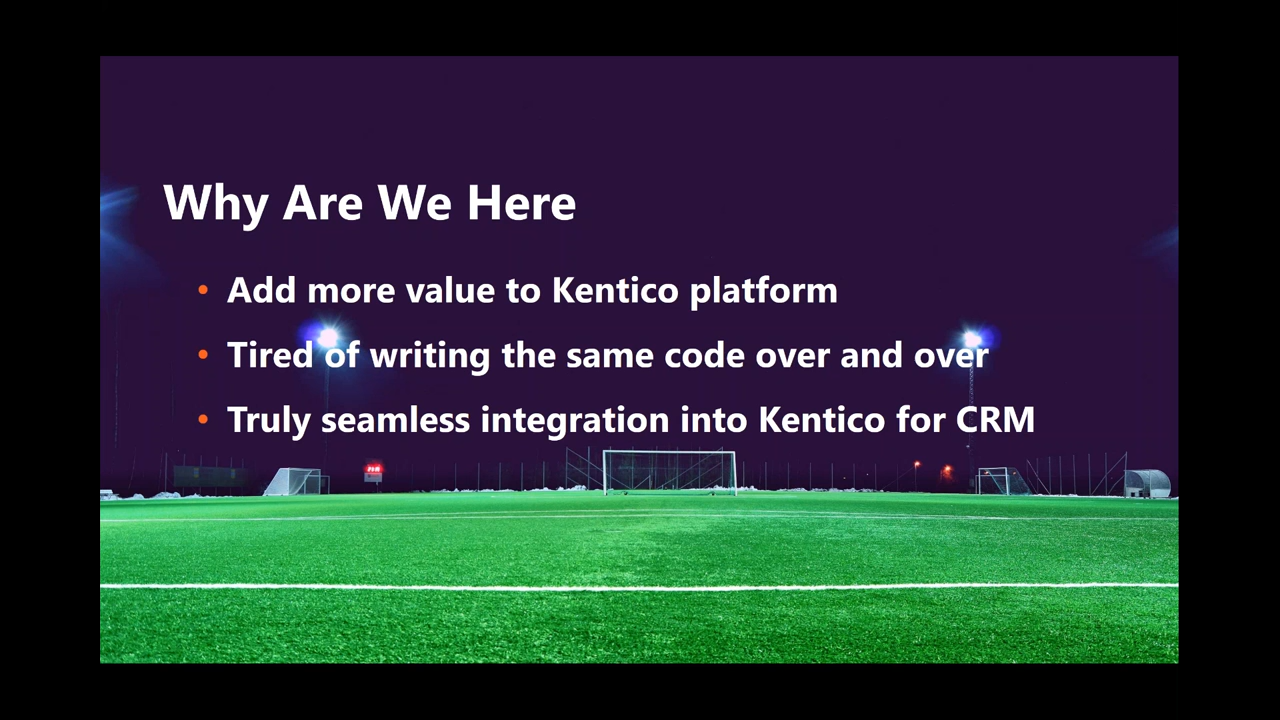 Why Are We Here
• Add more value to Kentico platform
• Tired of writing the same code over and over
• Truly seamless integration into Kentico for CRM